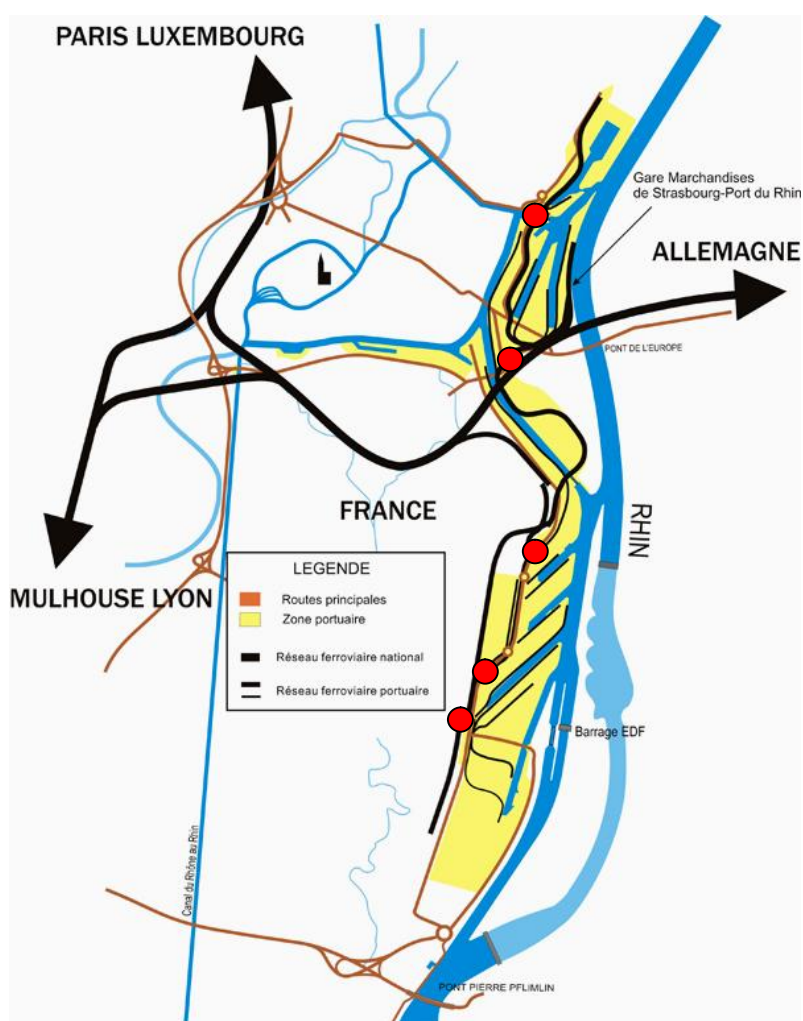 PARIS LUXEMBOURG
Gare Marchandises
de Strasbourg-Port du Rhin
ALLEMAGNE
PONT DE L'EUROPE
FRANCE
RHIN
MULHOUSE LYON
LEGENDE
Routes principales
Zone portuaire
Réseau ferroviaire national
Réseau ferroviaire portuaire
Barrage EDF
Canal du Rhône au Rhin
PONT PIERRE PFLIMLIN